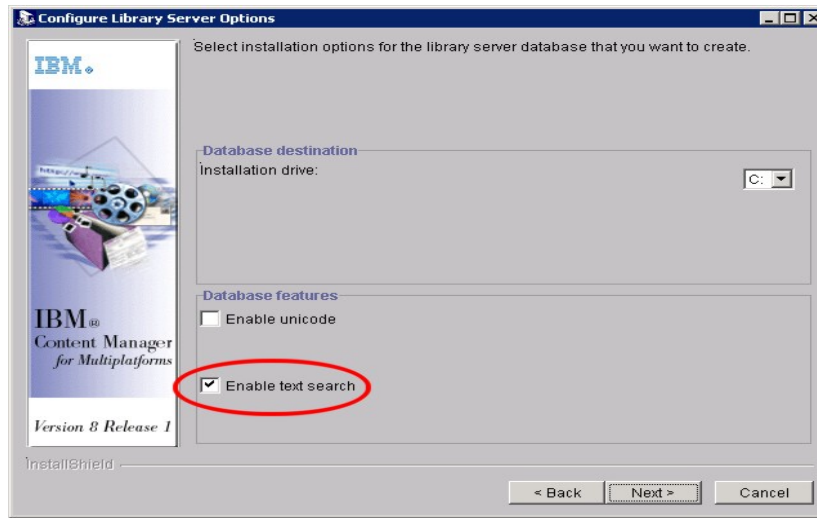 Configure Library Server Options
Select installation options for the library server database that you want to create.
IBM
Database destination
Installation drive:
C:
Database features
Enable unicode
Enable text search
IBM®
Content Manager
for Multiplatforms
Version 8 Release 1
InstallShield
< Back
Next >
Cancel